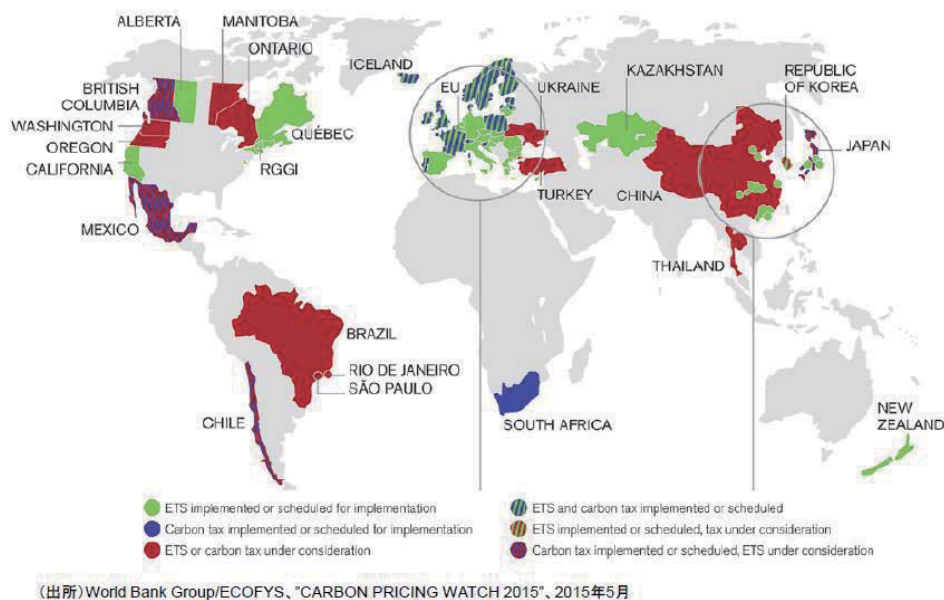 ALBERTA
MANITOBA
ONTARIO
ICELAND
KAZAKHSTAN
REPUBLIC
OF KOREA
BRITISH
COLUMBIA
EU
UKRAINE
WASHINGTON
QUÉBEC
JAPAN
OREGON
CALIFORNIA
RGGI
TURKEY
CHINA
MEXICO
THAILAND
BRAZIL
RIO DE JANEIRO
SÃO PAULO
CHILE
SOUTH AFRICA
NEW
ZEALAND
ETS implemented or scheduled for implementation
Carbon tax implemented or scheduled for implementation
ETS or carbon tax under consideration
ETS and carbon tax implemented or scheduled
ETS implemented or scheduled, tax under consideration
Carbon tax implemented or scheduled, ETS under consideration
(出所)World Bank Group/ECOFYS、"CARBON PRICING WATCH 2015"、2015年5月